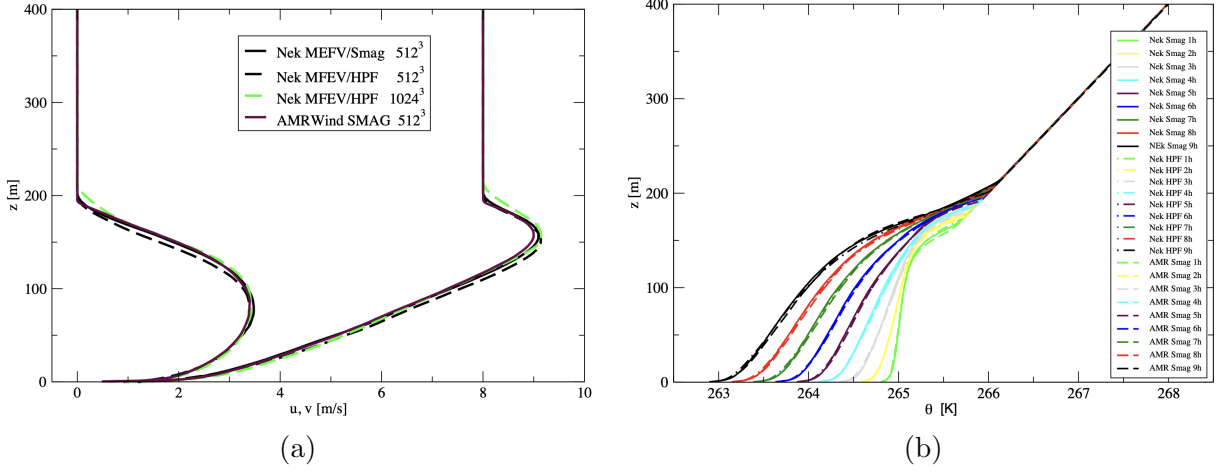 400
300
200
100
0
z [m]
0
2
4
6
8
10
u, v [m/s]
Nek MEFV/Smag 512³
Nek MFEV/HPF 512³
Nek MFEV/HPF 1024³
AMRWind SMAG 512³
(a)
400
300
200
100
0
z [m]
263
264
265
266
267
268
θ [K]
Nek Smag 1h
Nek Smag 2h
Nek Smag 3h
Nek Smag 4h
Nek Smag 5h
Nek Smag 6h
Nek Smag 7h
Nek Smag 8h
NEk Smag 9h
Nek HPF 1h
Nek HPF 2h
Nek HPF 3h
Nek HPF 4h
Nek HPF 5h
Nek HPF 6h
Nek HPF 7h
Nek HPF 8h
Nek HPF 9h
AMR Smag 1h
AMR Smag 2h
AMR Smag 3h
AMR Smag 4h
AMR Smag 5h
AMR Smag 6h
AMR Smag 7h
AMR Smag 8h
AMR Smag 9h
(b)